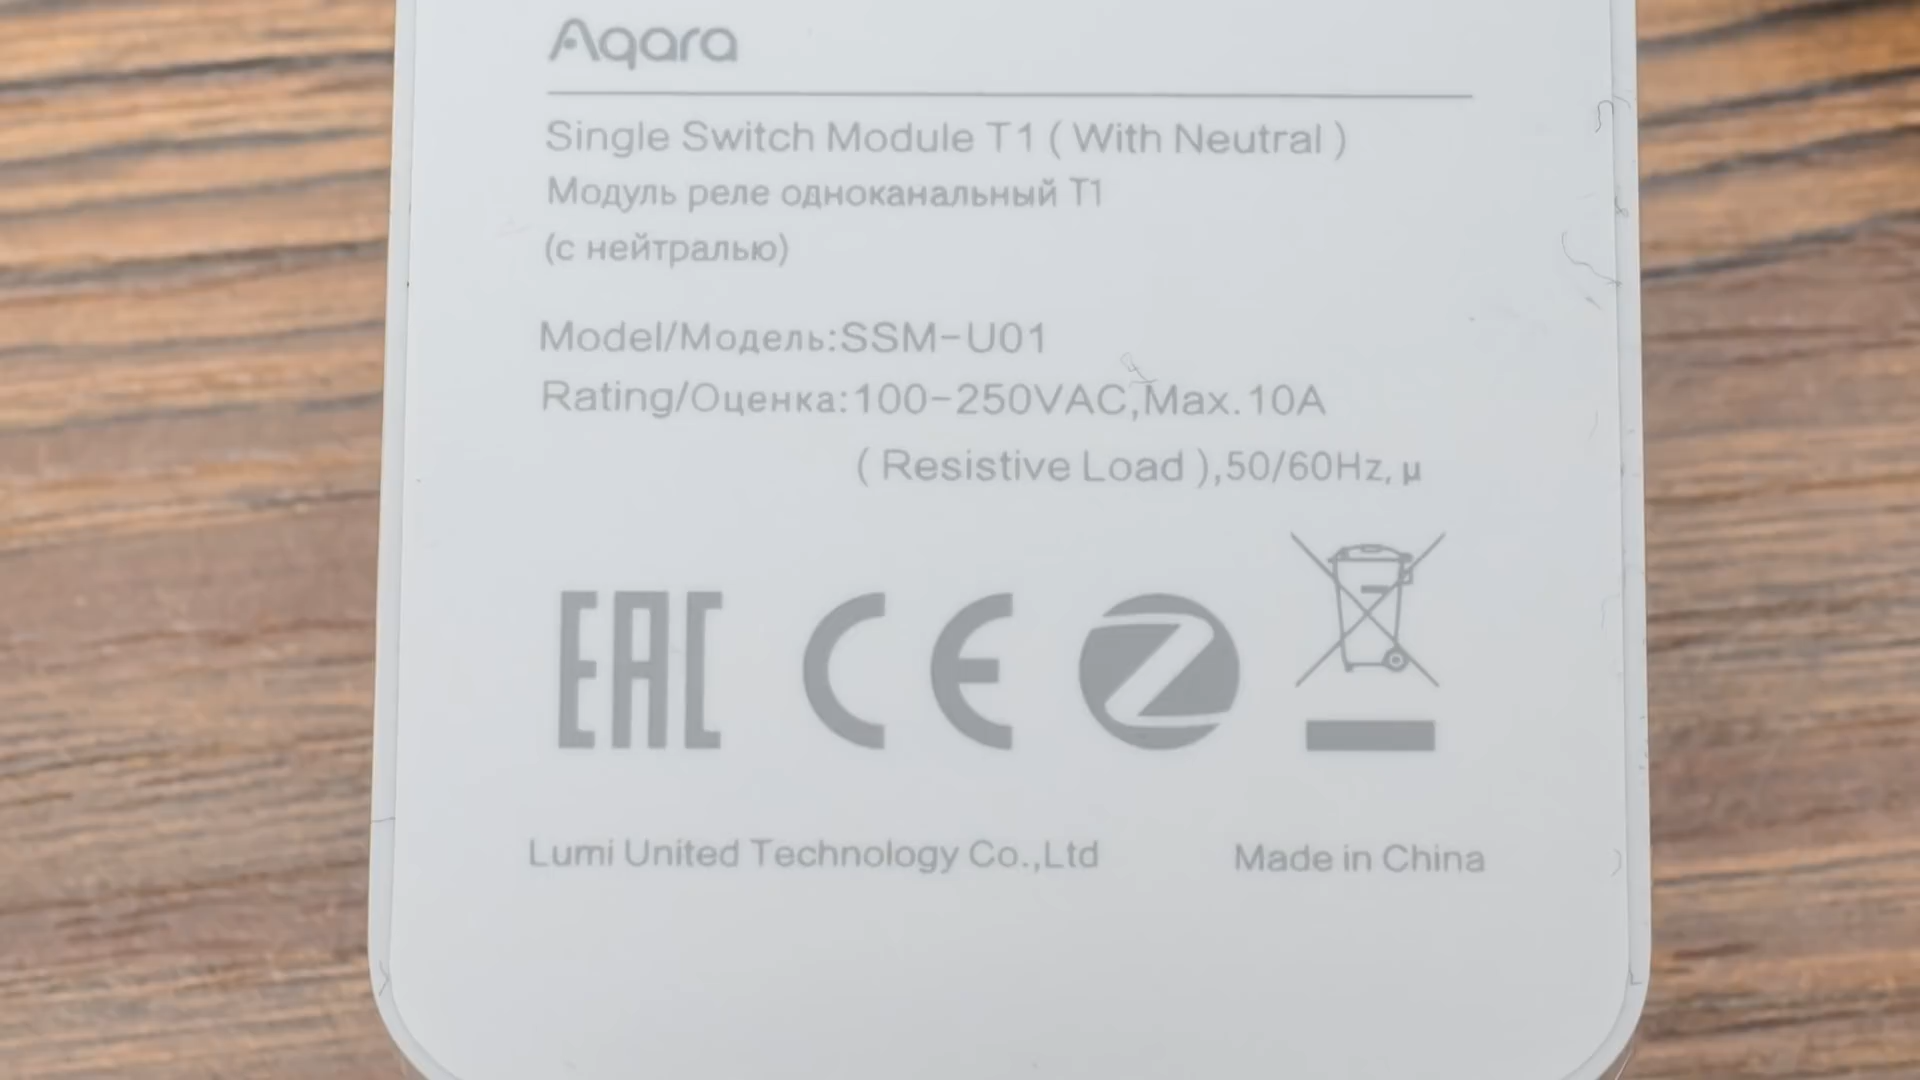 Aqara
Single Switch Module T1 ( With Neutral )
Модуль реле одноканальный T1
(с нейтралью)
Model/Модель:SSM-U01
Rating/Оценка:100-250VAC,Max.10A
( Resistive Load ),50/60Hz, µ
EAC CE Z
Lumi United Technology Co.,Ltd Made in China